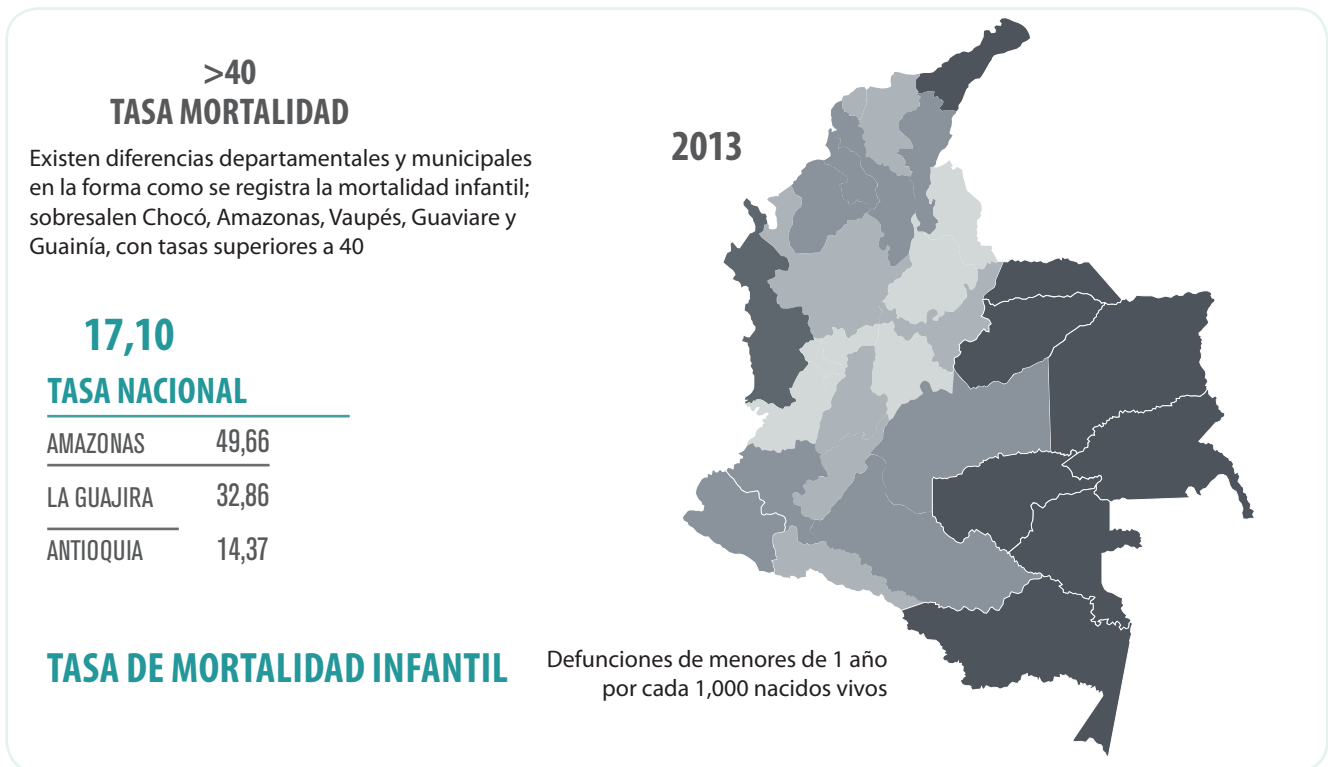 >40
TASA MORTALIDAD
Existen diferencias departamentales y municipales
en la forma como se registra la mortalidad infantil;
sobresalen Chocó, Amazonas, Vaupés, Guaviare y
Guainía, con tasas superiores a 40
2013
17,10
TASA NACIONAL
AMAZONAS 49,66
LA GUAJIRA 32,86
ANTIOQUIA 14,37
TASA DE MORTALIDAD INFANTIL
Defunciones de menores de 1 año
por cada 1,000 nacidos vivos